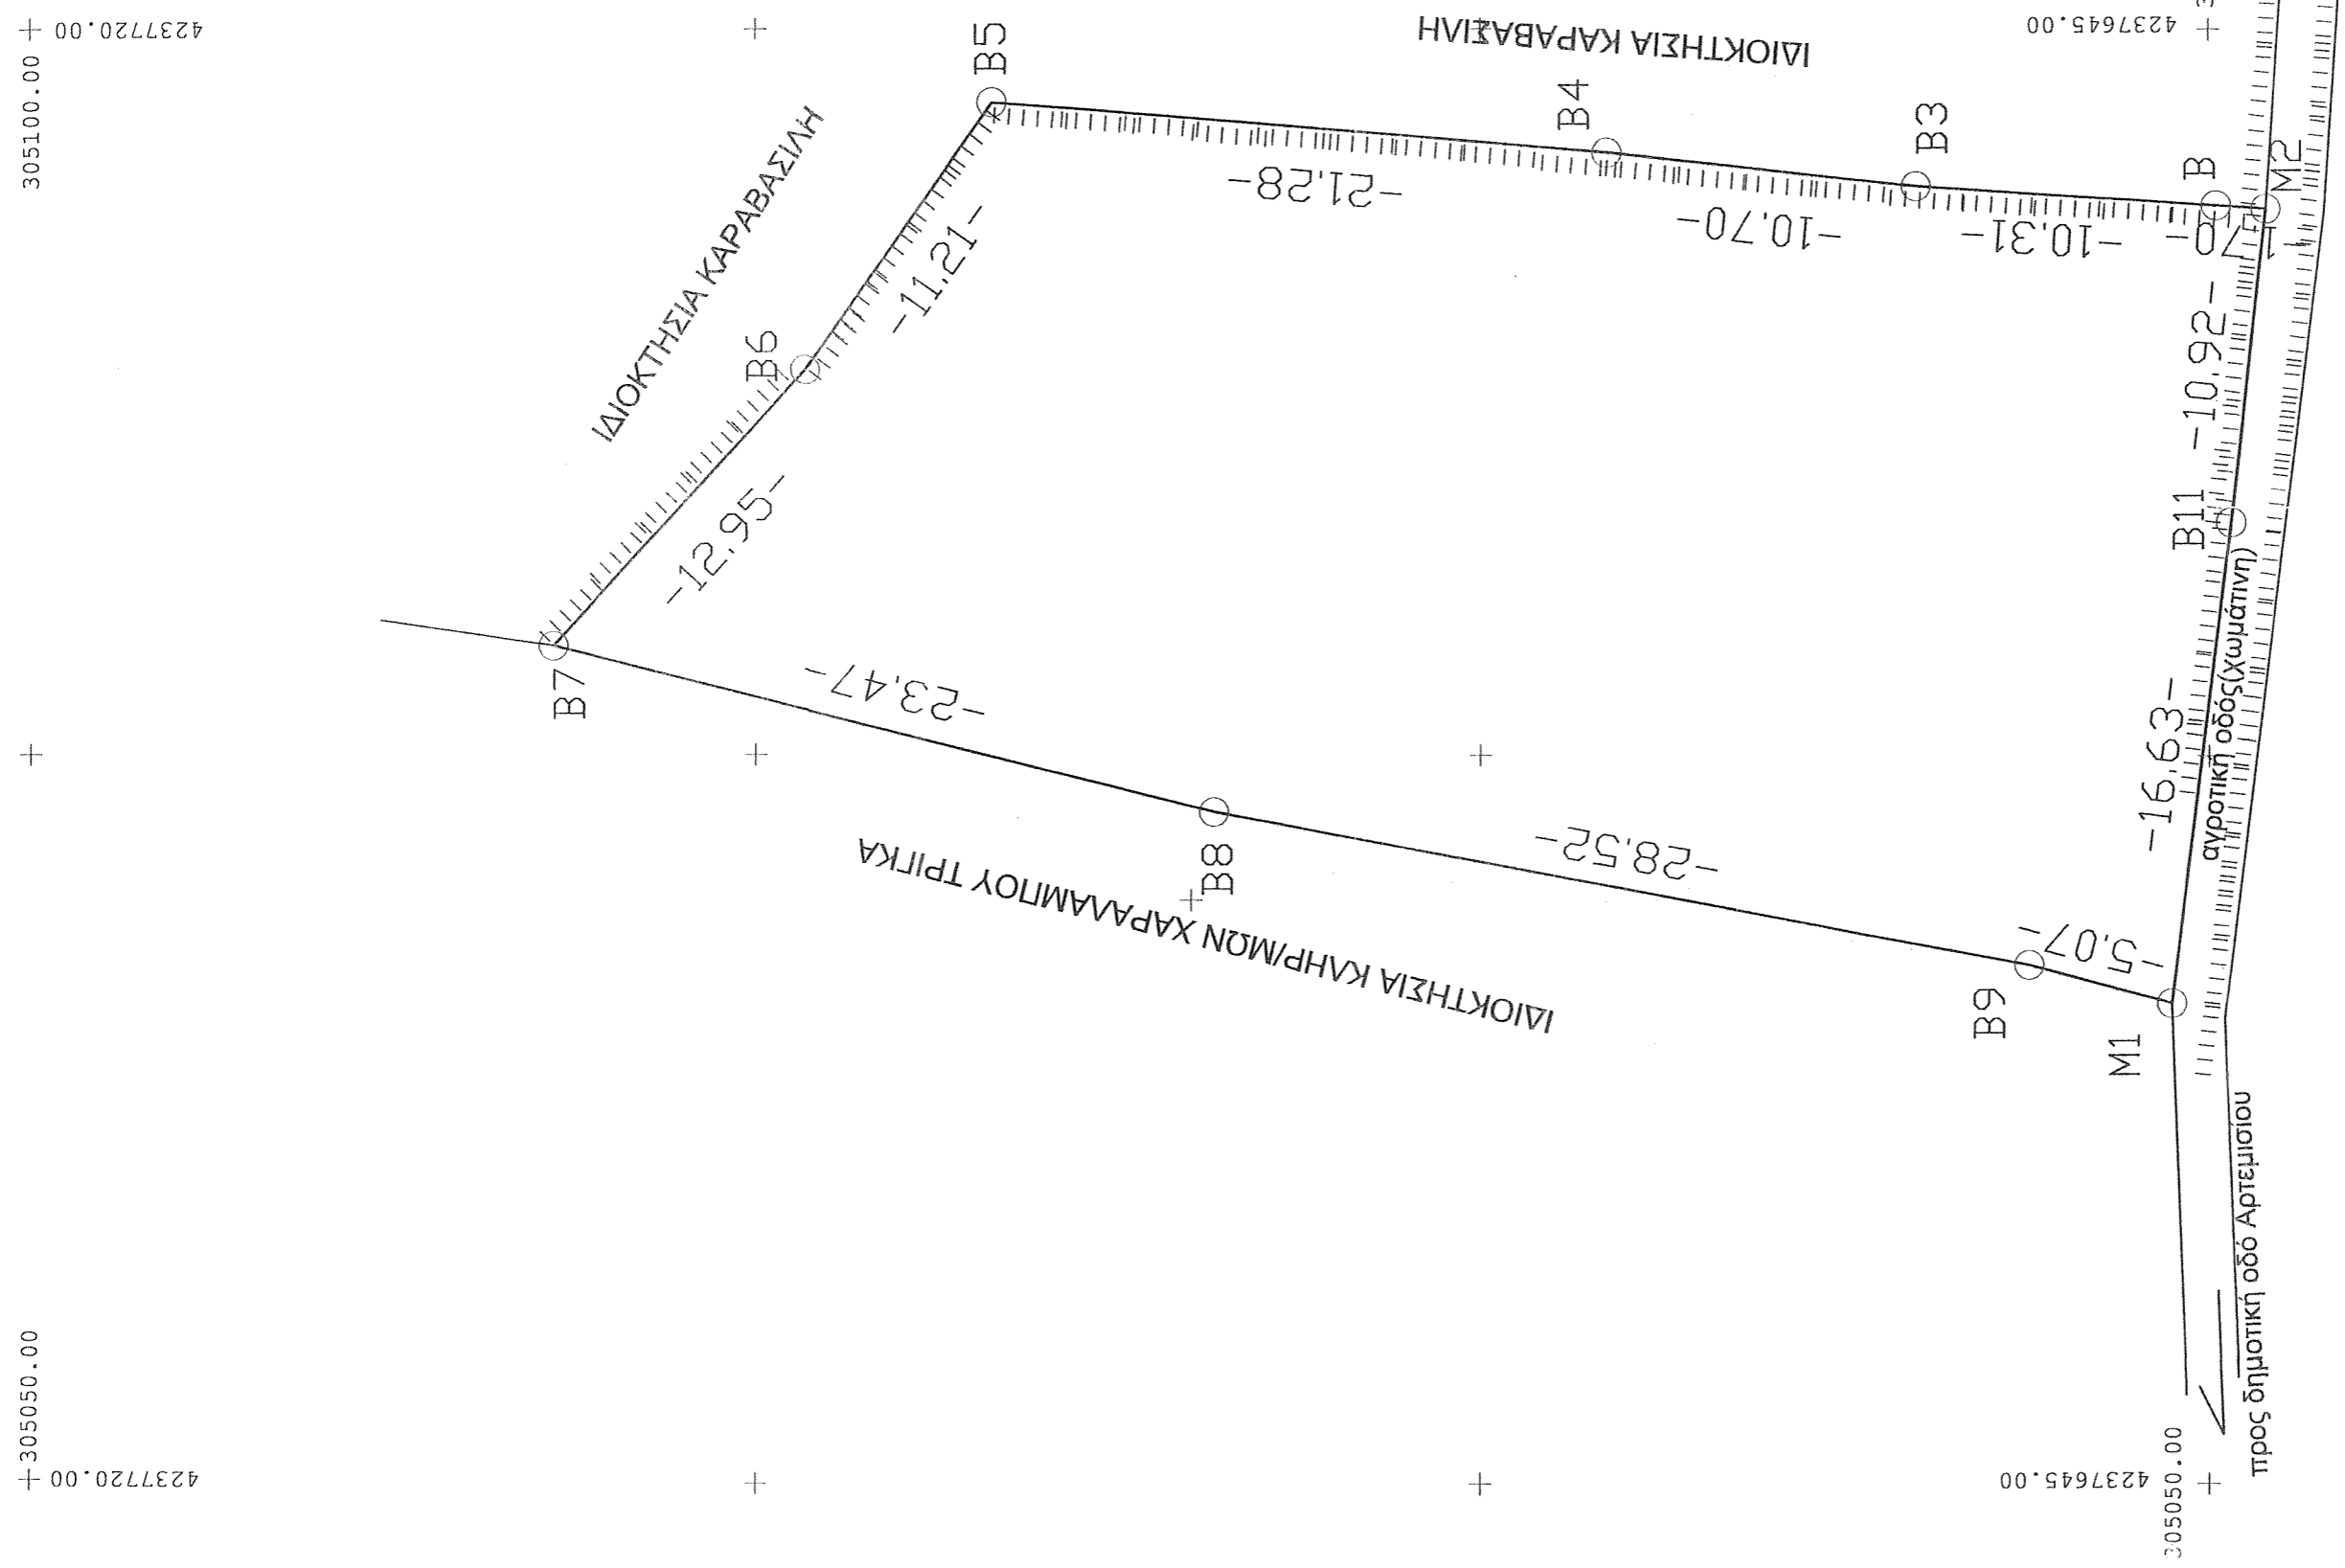 305100.00
4237720.00
B5
ΙΔΙΟΚΤΗΣΙΑ ΚΑΡΑΒΑΣΙΛΗ
4237645.00
B4
B3
B
M2
ΙΔΙΟΚΤΗΣΙΑ ΚΑΡΑΒΑΣΙΛΗ
B6
-11.21-
-21.28-
-10.70-
-10.31-
-1.70-
-10.92-
B11
-12.95-
B7
-23.47-
B8
-28.52-
-16.63-
αγροτική οδός(χωμάτινη)
ΙΔΙΟΚΤΗΣΙΑ ΚΛΗΡ/ΜΩΝ ΧΑΡΑΛΑΜΠΟΥ ΤΡΙΓΚΑ
-5.07-
B9
M1
προς δημοτική οδό Αρτεμισίου
305050.00
4237720.00
4237645.00
305050.00